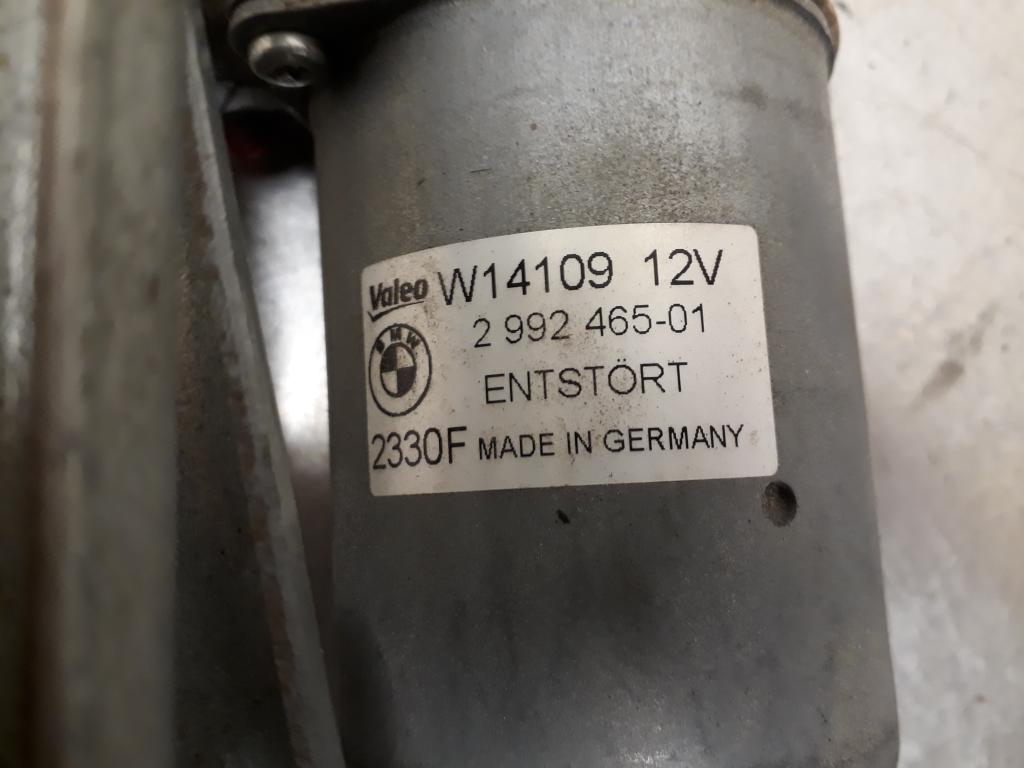 Valeo W14109 12V
BMW 2 992 465-01
ENTSTÖRT
2330F MADE IN GERMANY